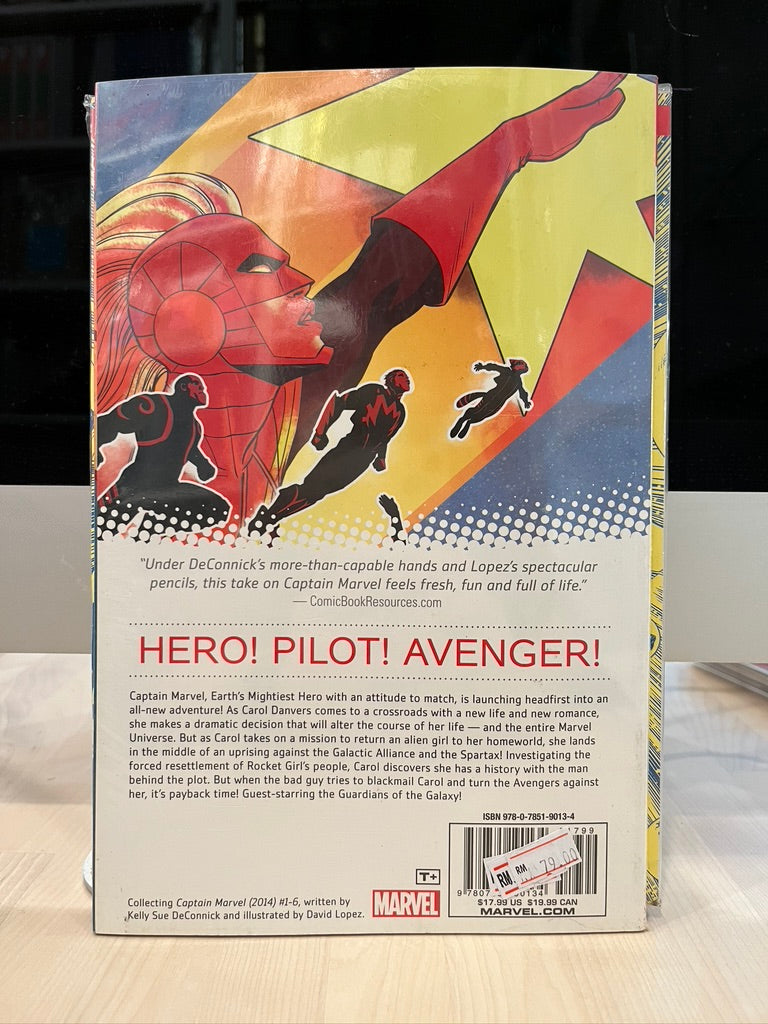 "Under DeConnick's more-than-capable hands and Lopez's spectacular
pencils, this take on Captain Marvel feels fresh, fun and full of life."
— ComicBookResources.com
HERO! PILOT! AVENGER!
Captain Marvel, Earth's Mightiest Hero with an attitude to match, is launching headfirst into an
all-new adventure! As Carol Danvers comes to a crossroads with a new life and new romance,
she makes a dramatic decision that will alter the course of her life — and the entire Marvel
Universe. But as Carol takes on a mission to return an alien girl to her homeworld, she lands
in the middle of an uprising against the Galactic Alliance and the Spartax! Investigating the
forced resettlement of Rocket Girl's people, Carol discovers she has a history with the man
behind the plot. But when the bad guy tries to blackmail Carol and turn the Avengers against
her, it's payback time! Guest-starring the Guardians of the Galaxy!
Collecting Captain Marvel (2014) #1-6, written by
Kelly Sue DeConnick and illustrated by David Lopez.
T+
MARVEL
ISBN 978-0-7851-9013-4
1799
RM RM 79.00
9 7807 0134
$17.99 US $19.99 CAN
MARVEL.COM